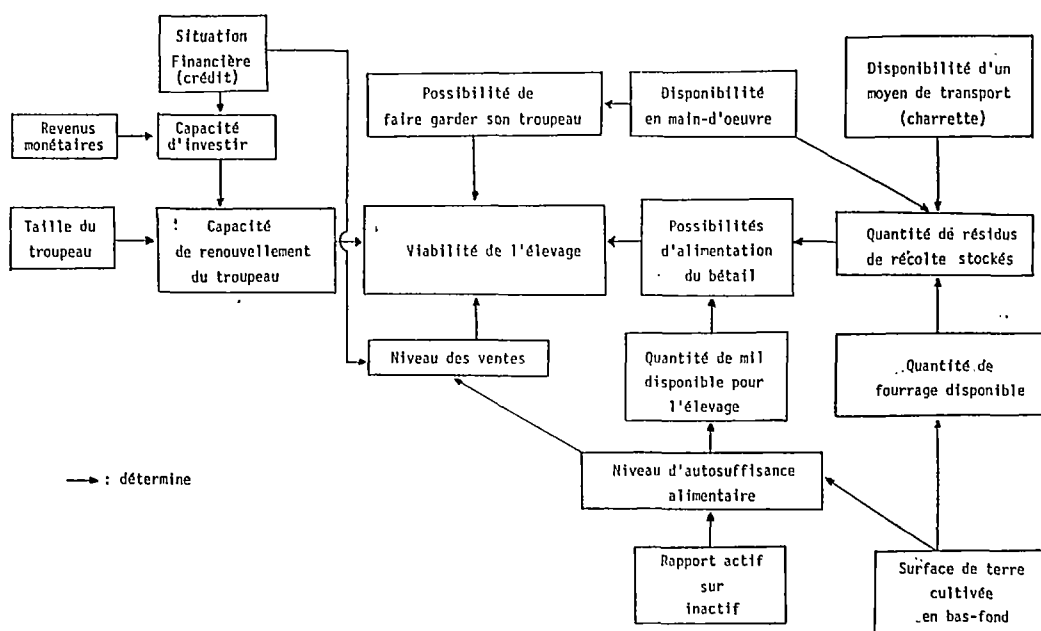 Situation
Financière
(crédit)
Possibilité de
faire garder son troupeau
Disponibilité
en main-d'oeuvre
Disponibilité d'un
moyen de transport
(charrette)
Revenus
monétaires
Capacité
d'investir
Taille du
troupeau
Capacité
de renouvellement
du troupeau
Viabilité de l'élevage
Possibilités
d'alimentation
du bétail
Quantité de résidus
de récolte stockés
Niveau des ventes
Quantité de mil
disponible pour
l'élevage
Quantité de
fourrage disponible
: détermine
Niveau d'autosuffisance
alimentaire
Rapport actif
sur
inactif
Surface de terre
cultivée
en bas-fond